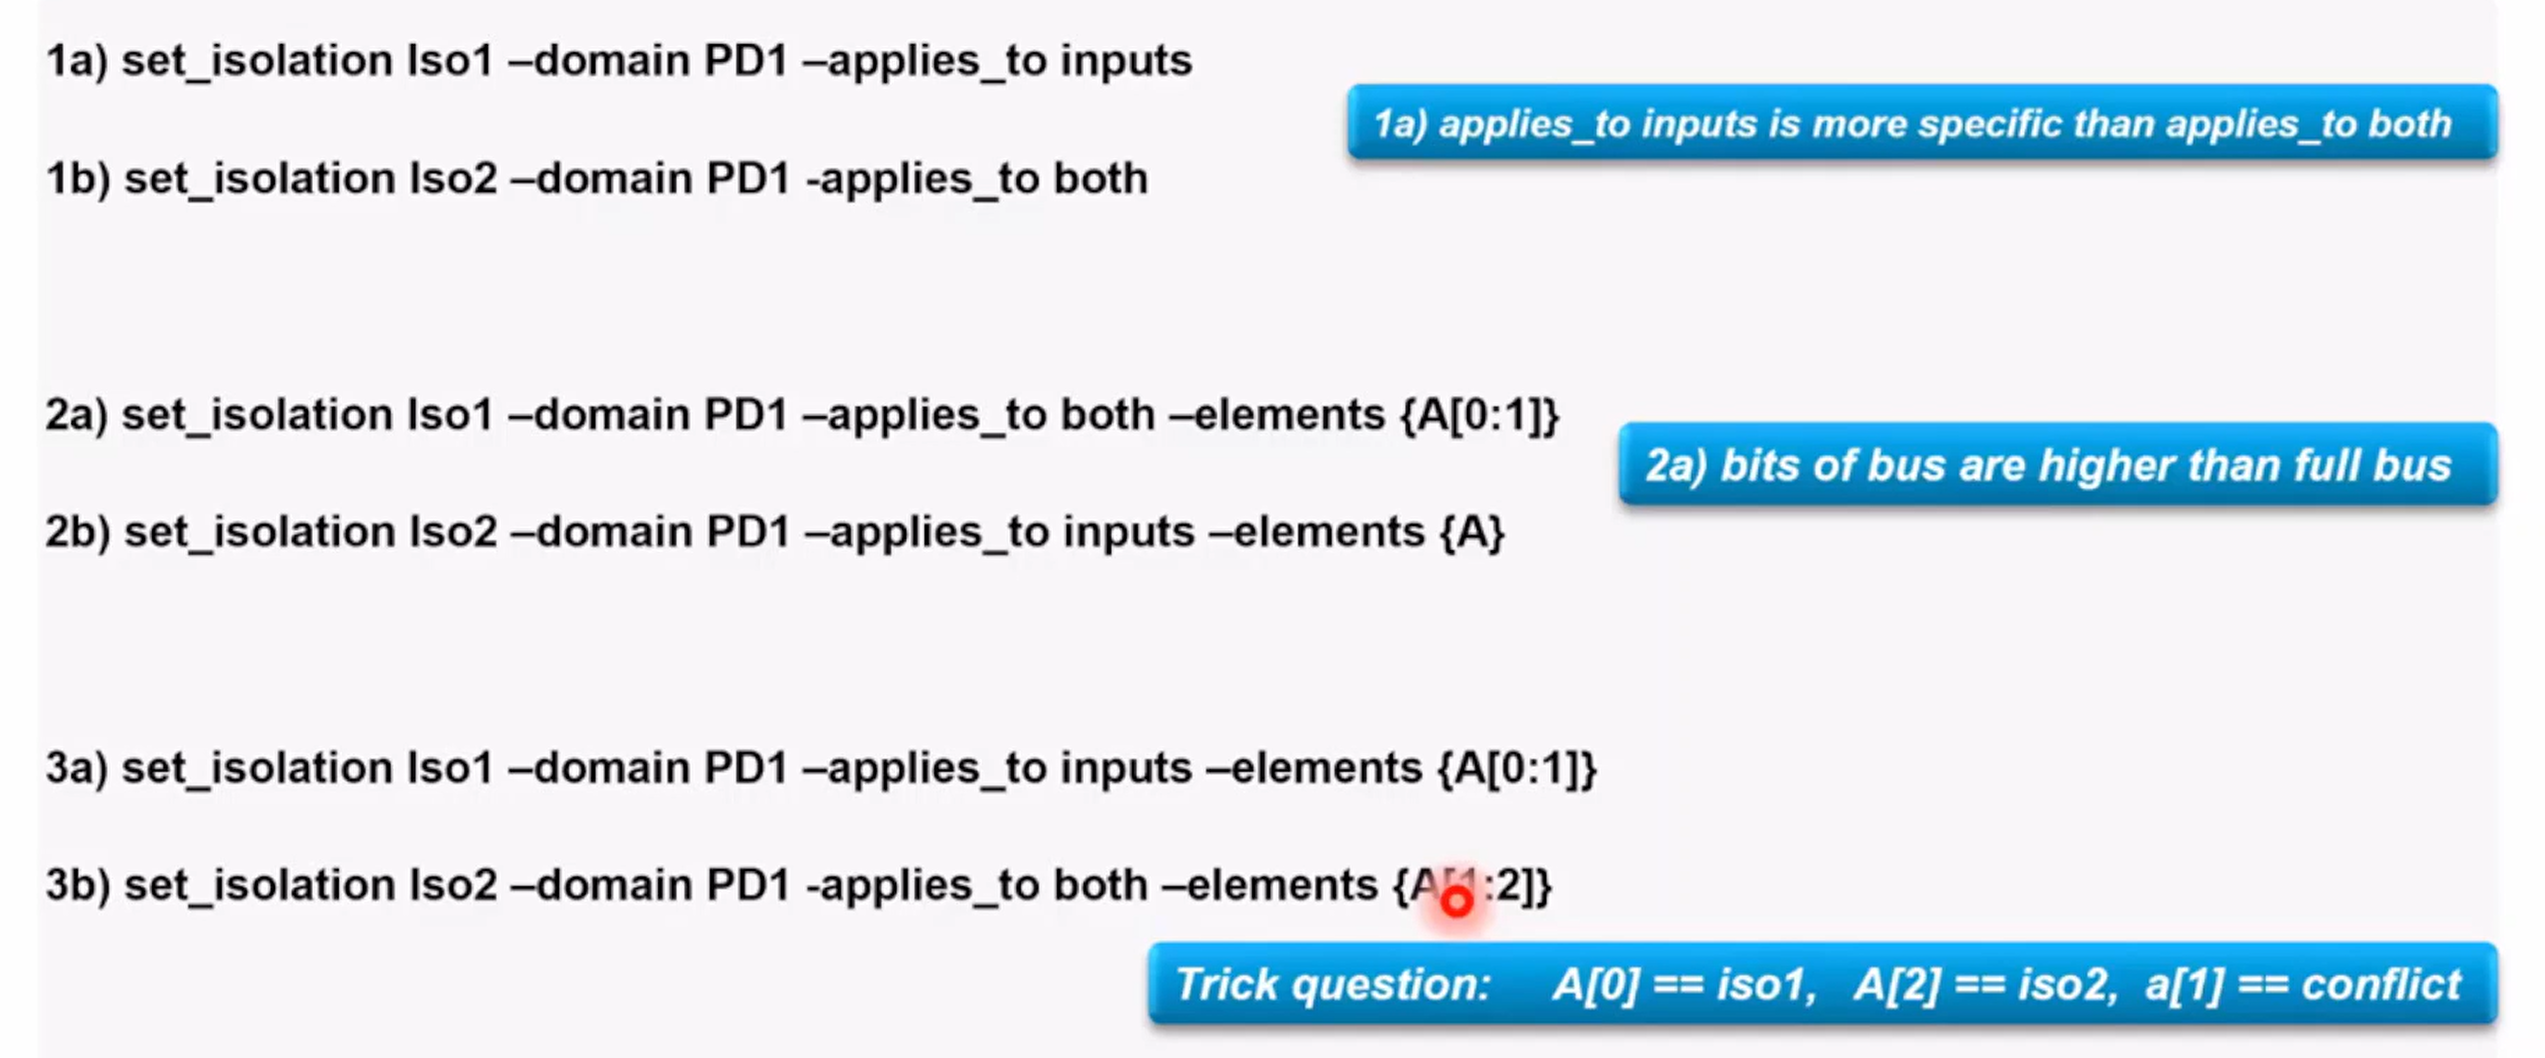 1a) set_isolation Iso1 –domain PD1 –applies_to inputs
1a) applies_to inputs is more specific than applies_to both
1b) set_isolation Iso2 –domain PD1 -applies_to both
2a) set_isolation Iso1 –domain PD1 –applies_to both –elements {A[0:1]}
2a) bits of bus are higher than full bus
2b) set_isolation Iso2 –domain PD1 –applies_to inputs –elements {A}
3a) set_isolation Iso1 –domain PD1 –applies_to inputs –elements {A[0:1]}
3b) set_isolation Iso2 –domain PD1 -applies_to both –elements {A[1:2]}
Trick question: A[0] == iso1, A[2] == iso2, a[1] == conflict